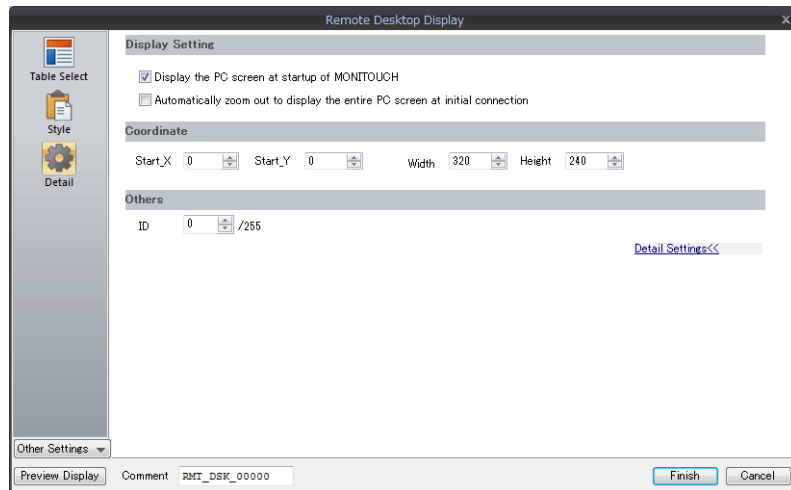 Remote Desktop Display
x
Table Select
Style
Detail
Display Setting
Display the PC screen at startup of MONITOUCH
Automatically zoom out to display the entire PC screen at initial connection
Coordinate
Start_X 0 Start_Y 0 Width 320 Height 240
Others
ID 0 /255
Detail Settings<<
Other Settings
Preview Display Comment RMT_DSK_00000 Finish Cancel